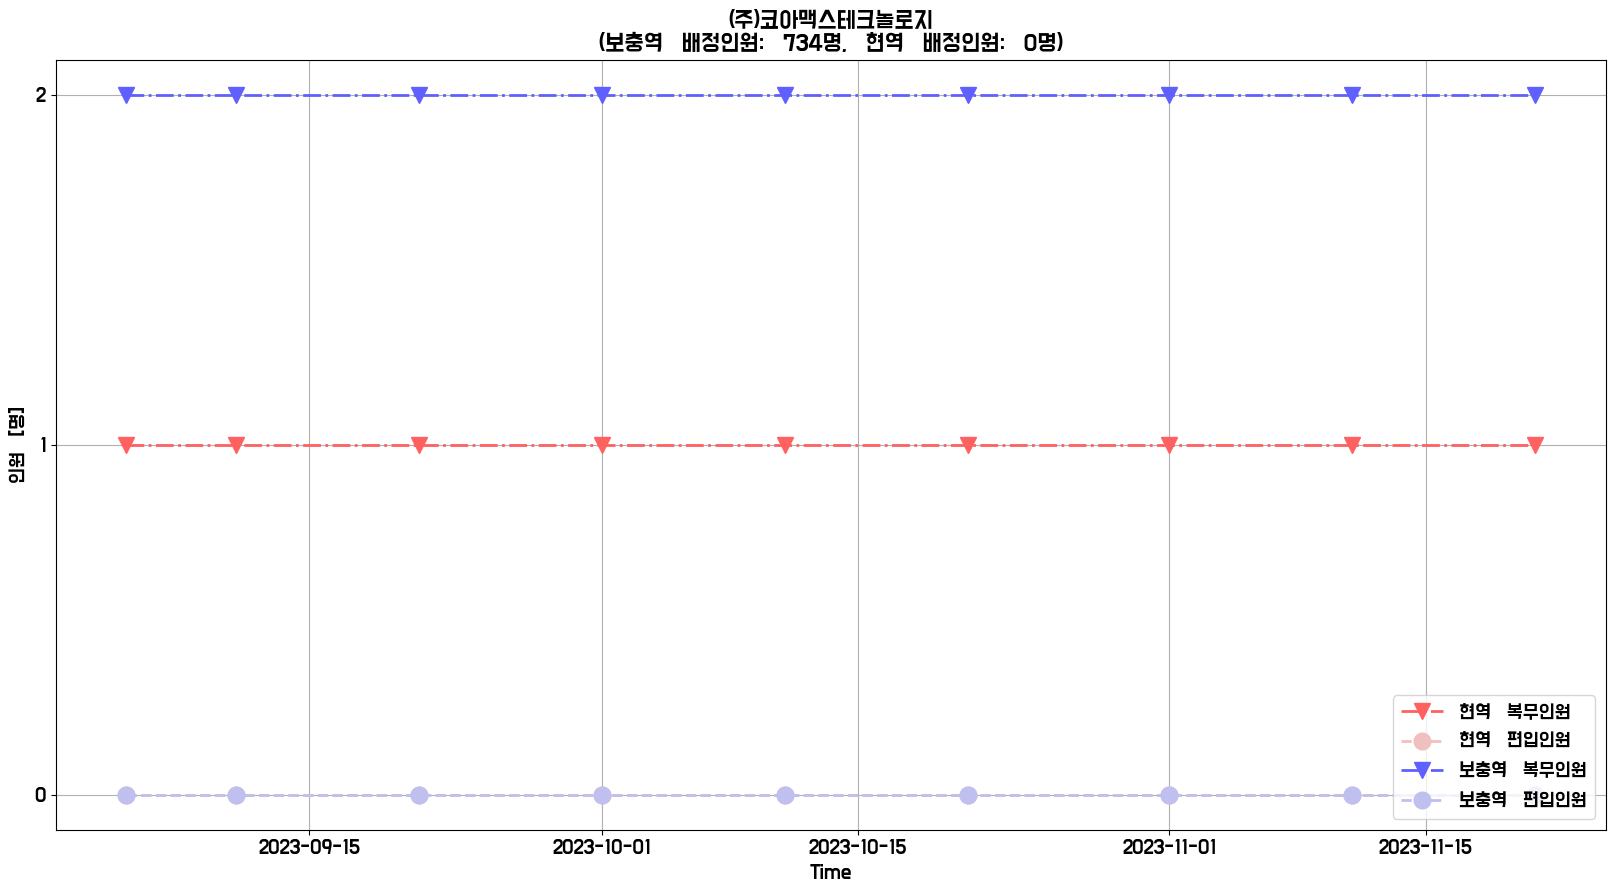 (주)코아맥스테크놀로지
(보충역 배정인원: 734명, 현역 배정인원: 0명)
인원 [명]
2
1
0
현역 복무인원
현역 편입인원
보충역 복무인원
보충역 편입인원
2023-09-15 2023-10-01 2023-10-15 2023-11-01 2023-11-15
Time